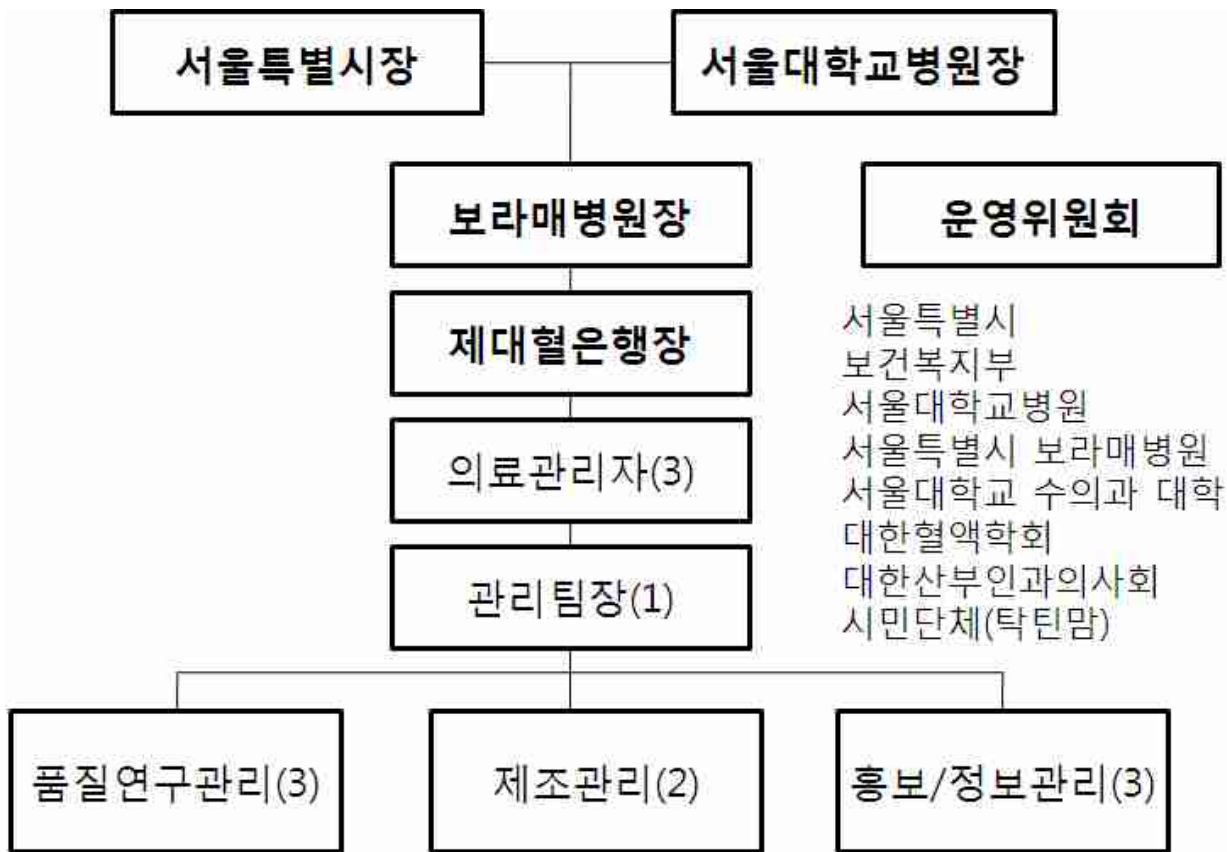 서울특별시장
서울대학교병원장
보라매병원장
운영위원회
제대혈은행장
서울특별시
보건복지부
서울대학교병원
서울특별시 보라매병원
서울대학교 수의과 대학
대한혈액학회
대한산부인과의사회
시민단체(탁틴맘)
의료관리자(3)
관리팀장(1)
품질연구관리(3)
제조관리(2)
홍보/정보관리(3)